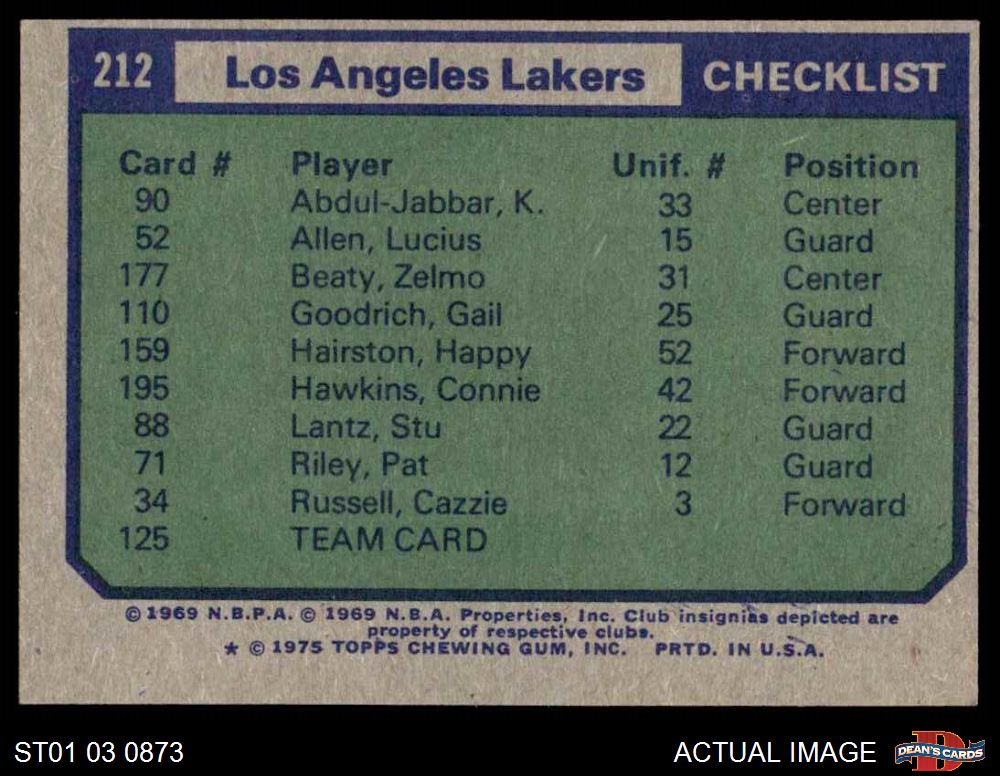 212 Los Angeles Lakers CHECKLIST
Card # Player Unif. # Position
90 Abdul-Jabbar, K. 33 Center
52 Allen, Lucius 15 Guard
177 Beaty, Zelmo 31 Center
110 Goodrich, Gail 25 Guard
159 Hairston, Happy 52 Forward
195 Hawkins, Connie 42 Forward
88 Lantz, Stu 22 Guard
71 Riley, Pat 12 Guard
34 Russell, Cazzie 3 Forward
125 TEAM CARD
© 1969 N.B.P.A. © 1969 N.B.A. Properties, Inc. Club insignias depicted are
property of respective clubs.
★ © 1975 TOPPS CHEWING GUM, INC. PRTD. IN U.S.A.
ST01 03 0873 ACTUAL IMAGE D DEAN'S CARDS